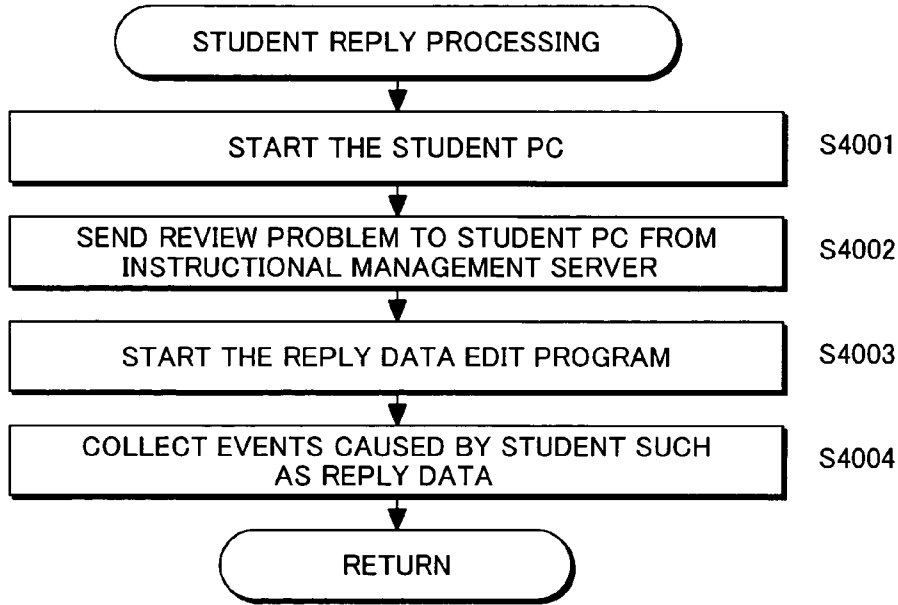 STUDENT REPLY PROCESSING
START THE STUDENT PC
S4001
SEND REVIEW PROBLEM TO STUDENT PC FROM
INSTRUCTIONAL MANAGEMENT SERVER
S4002
START THE REPLY DATA EDIT PROGRAM
S4003
COLLECT EVENTS CAUSED BY STUDENT SUCH
AS REPLY DATA
S4004
RETURN